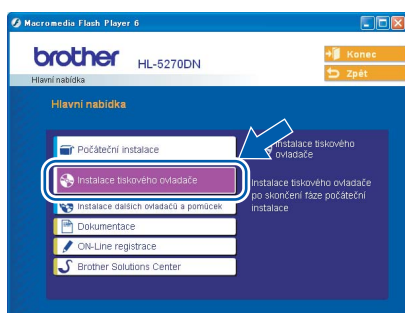 Macromedia Flash Player 6
brother HL-5270DN
Konec
Zpět
Hlavní nabídka
Hlavní nabídka
Počáteční instalace
Instalace tiskového ovladače
Instalace dalších ovladačů a pomůcek
Dokumentace
ON-Line registrace
Brother Solutions Center
Instalace tiskového
ovladače
Instalace tiskového ovladače
po skončení fáze počáteční
instalace